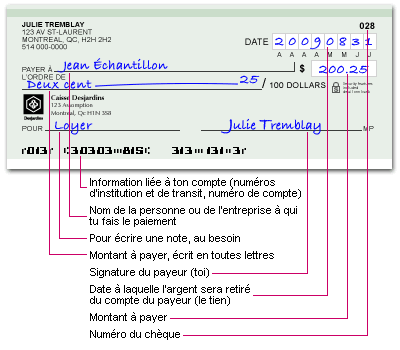 JULIE TREMBLAY
028
123 AV ST-LAURENT
MONTREAL, QC, H2H 2H2
514 000-0000
DATE 2 0 0 9 0 8 3 1
A A A A M M J J
PAYER À
L'ORDRE DE
Jean Échantillon
$ 200.25
Deux cent 25 / 100 DOLLARS
Caisse Desjardins
123 Assomption
Montréal, Qc H1N 3S8
Desjardins
POUR Loyer
Julie Tremblay MP
Information liée à ton compte (numéros
d'institution et de transit, numéro de compte)
Nom de la personne ou de l'entreprise à qui
tu fais le paiement
Pour écrire une note, au besoin
Montant à payer, écrit en toutes lettres
Signature du payeur (toi)
Date à laquelle l'argent sera retiré
du compte du payeur (le tien)
Montant à payer
Numéro du chèque